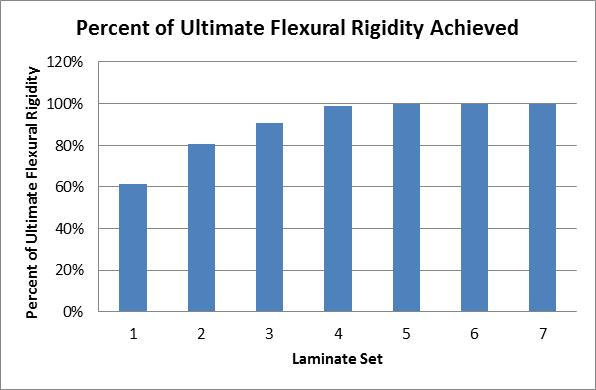 Percent of Ultimate Flexural Rigidity Achieved
Percent of Ultimate Flexural Rigidity
120%
100%
80%
60%
40%
20%
0%
1 2 3 4 5 6 7
Laminate Set